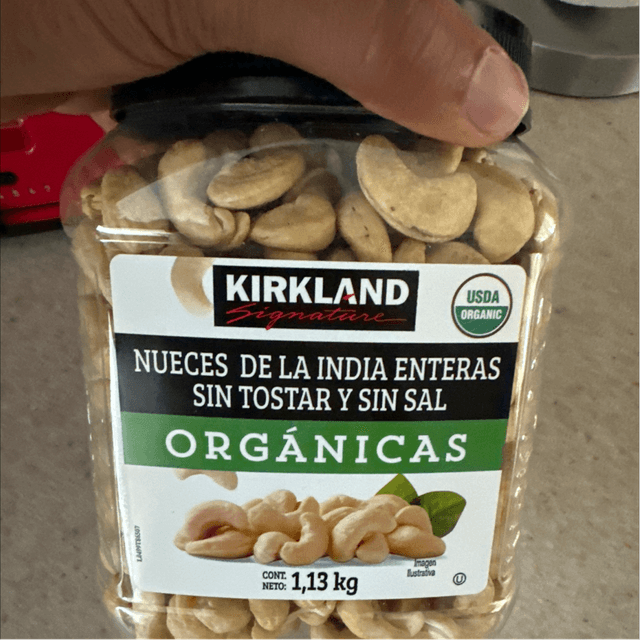 KIRKLAND
Signature
USDA
ORGANIC
NUECES DE LA INDIA ENTERAS
SIN TOSTAR Y SIN SAL
ORGÁNICAS
CONT.
NETO: 1,13 kg
Imagen
Ilustrativa
U